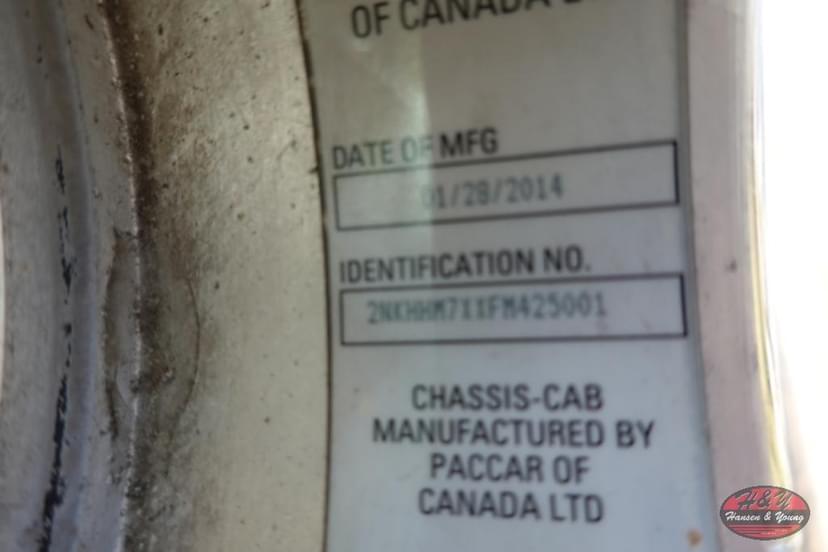 OF CANADA
DATE OF MFG
01/28/2014
IDENTIFICATION NO.
2NKHHM7XXFM425001
CHASSIS-CAB
MANUFACTURED BY
PACCAR OF
CANADA LTD
H & Y
Hansen & Young